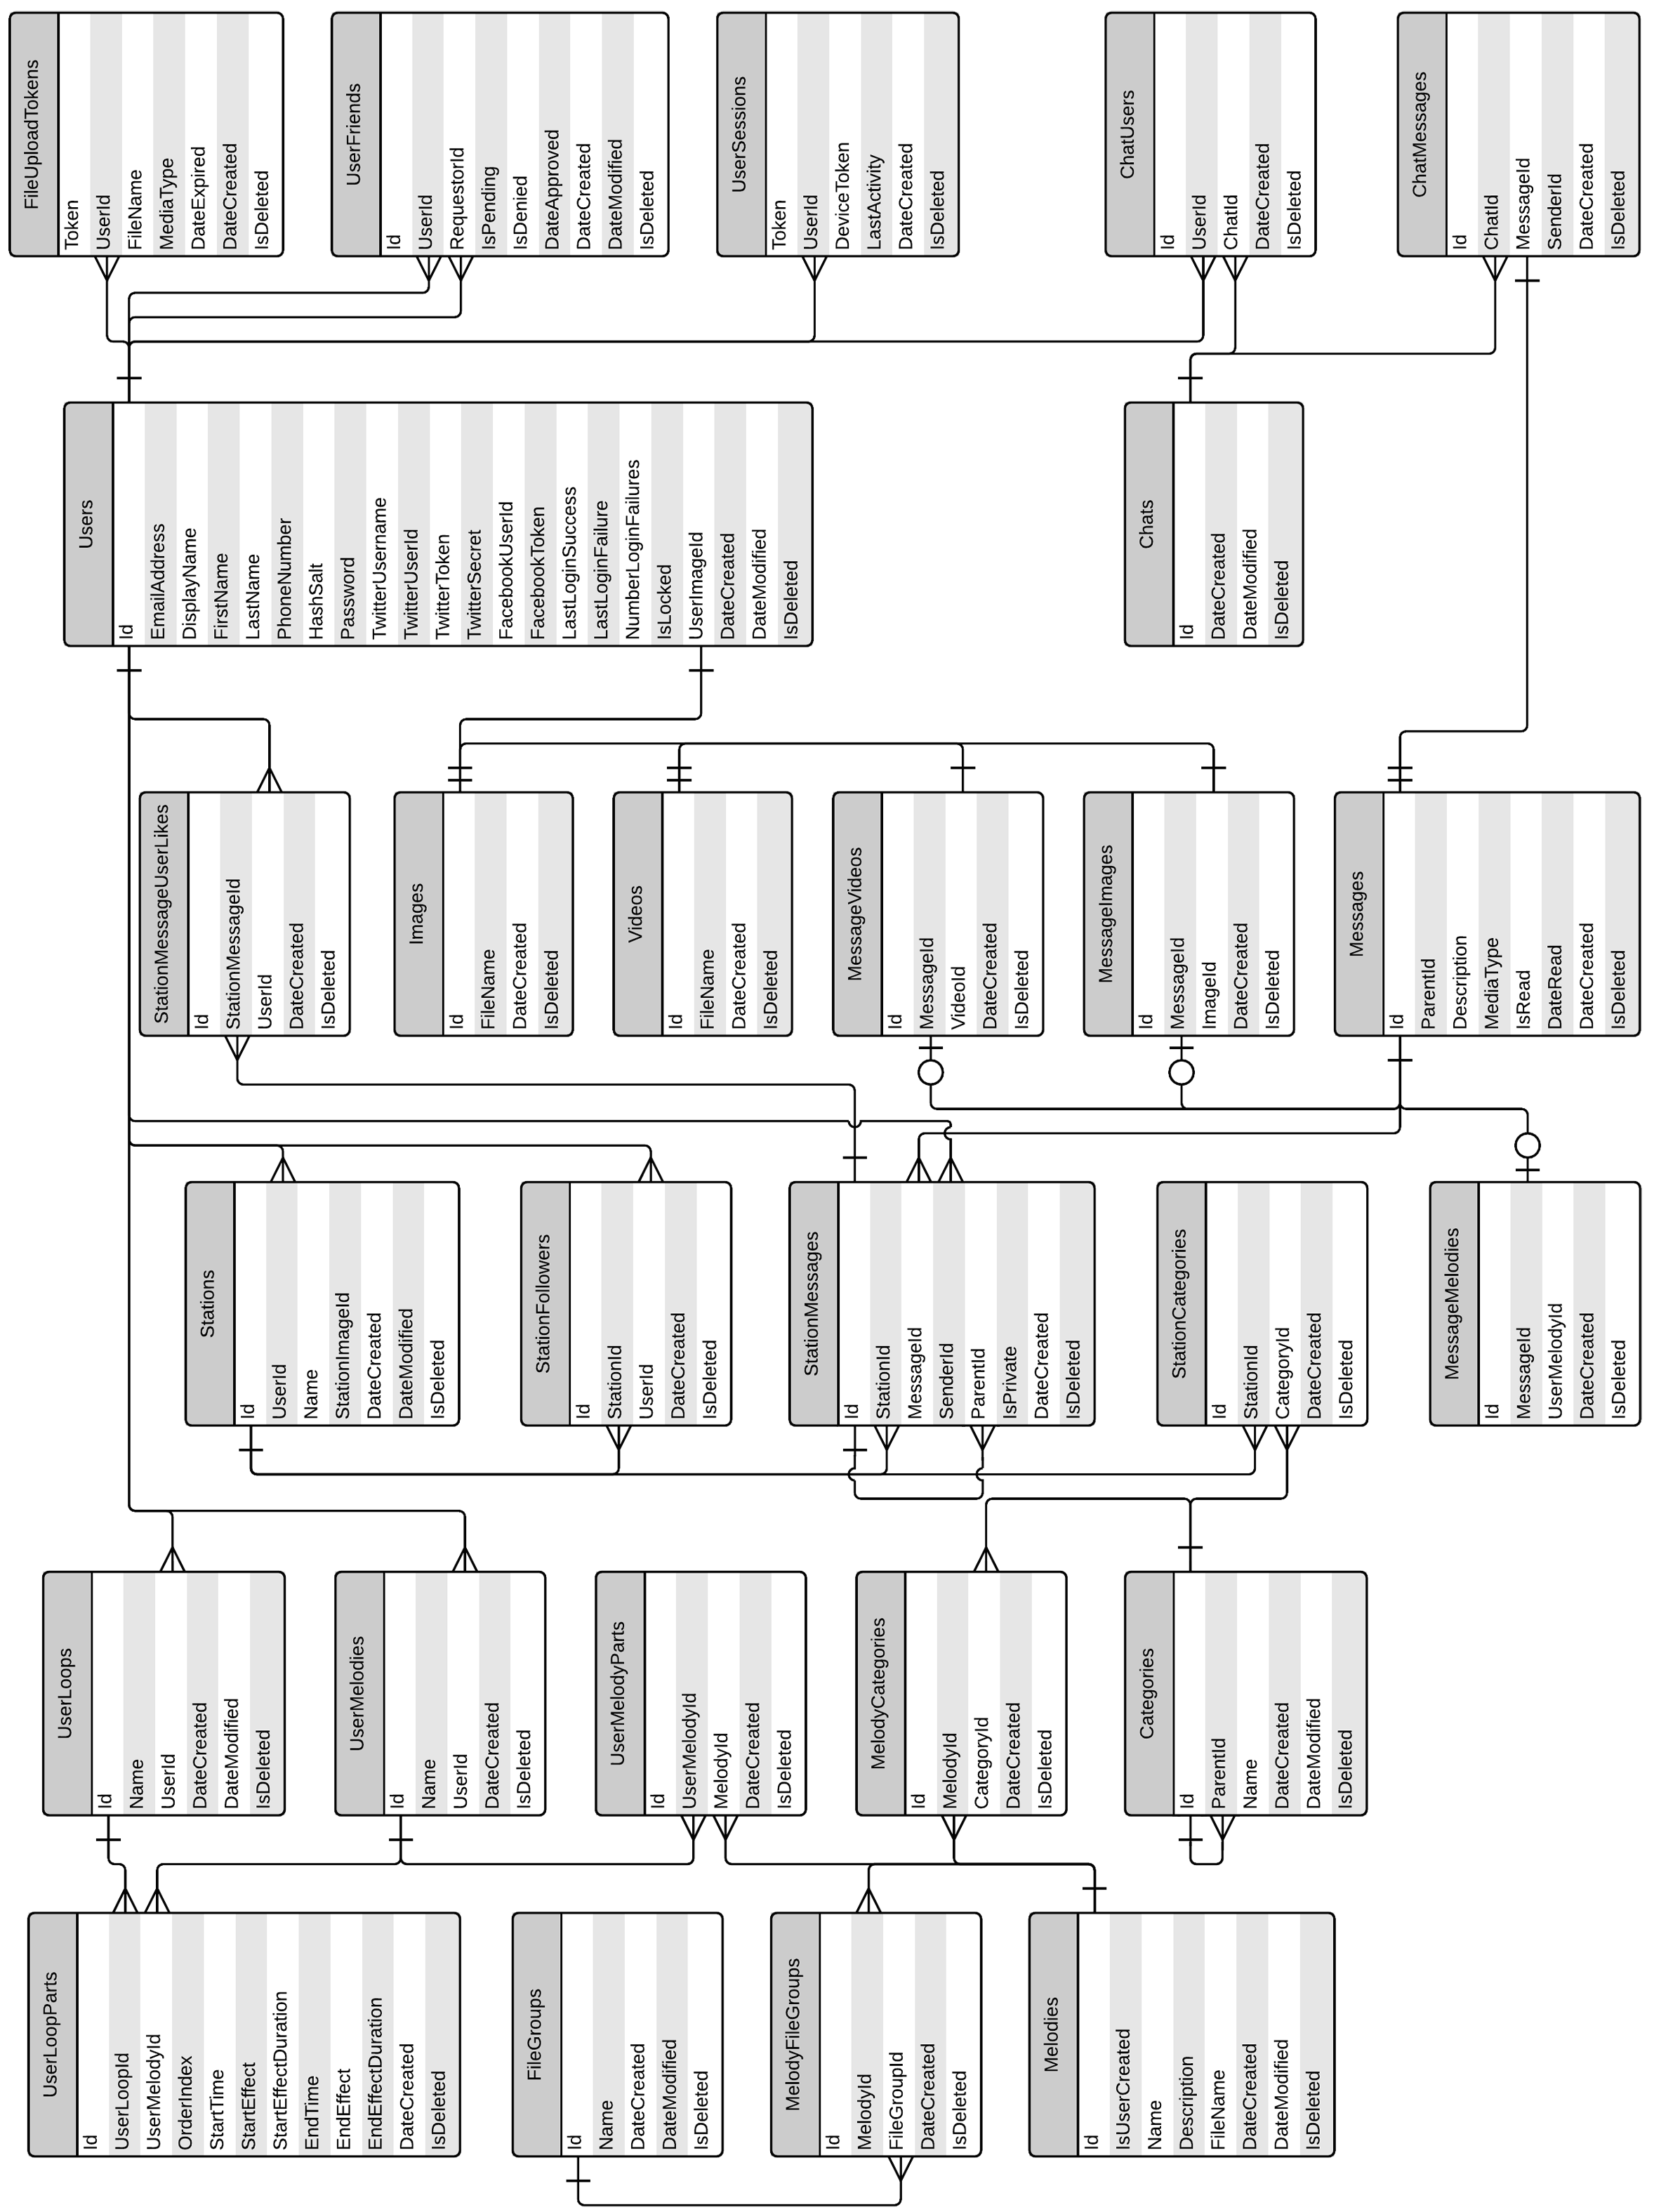 FileUploadTokens
Token
UserId
FileName
MediaType
DateExpired
DateCreated
IsDeleted
UserFriends
Id
UserId
RequestorId
IsPending
IsDenied
DateApproved
DateCreated
DateModified
IsDeleted
UserSessions
Token
UserId
DeviceToken
LastActivity
DateCreated
IsDeleted
ChatUsers
Id
UserId
ChatId
DateCreated
IsDeleted
ChatMessages
Id
ChatId
MessageId
SenderId
DateCreated
IsDeleted
Users
Id
EmailAddress
DisplayName
FirstName
LastName
PhoneNumber
HashSalt
Password
TwitterUsername
TwitterUserId
TwitterToken
TwitterSecret
FacebookUserId
FacebookToken
LastLoginSuccess
LastLoginFailure
NumberLoginFailures
IsLocked
UserImageId
DateCreated
DateModified
IsDeleted
Chats
Id
DateCreated
DateModified
IsDeleted
StationMessageUserLikes
Id
StationMessageId
UserId
DateCreated
IsDeleted
Images
Id
FileName
DateCreated
IsDeleted
Videos
Id
FileName
DateCreated
IsDeleted
MessageVideos
Id
MessageId
VideoId
DateCreated
IsDeleted
MessageImages
Id
MessageId
ImageId
DateCreated
IsDeleted
Messages
Id
ParentId
Description
MediaType
IsRead
DateRead
DateCreated
IsDeleted
Stations
Id
UserId
Name
StationImageId
DateCreated
DateModified
IsDeleted
StationFollowers
Id
StationId
UserId
DateCreated
IsDeleted
StationMessages
Id
StationId
MessageId
SenderId
ParentId
IsPrivate
DateCreated
IsDeleted
StationCategories
Id
StationId
CategoryId
DateCreated
IsDeleted
MessageMelodies
Id
MessageId
UserMelodyId
DateCreated
IsDeleted
UserLoops
Id
Name
UserId
DateCreated
DateModified
IsDeleted
UserMelodies
Id
Name
UserId
DateCreated
IsDeleted
UserMelodyParts
Id
UserMelodyId
MelodyId
DateCreated
IsDeleted
MelodyCategories
Id
MelodyId
CategoryId
DateCreated
IsDeleted
Categories
Id
ParentId
Name
DateCreated
DateModified
IsDeleted
UserLoopParts
Id
UserLoopId
UserMelodyId
OrderIndex
StartTime
StartEffect
StartEffectDuration
EndTime
EndEffect
EndEffectDuration
DateCreated
IsDeleted
FileGroups
Id
Name
DateCreated
DateModified
IsDeleted
MelodyFileGroups
Id
MelodyId
FileGroupId
DateCreated
IsDeleted
Melodies
Id
IsUserCreated
Name
Description
FileName
DateCreated
DateModified
IsDeleted